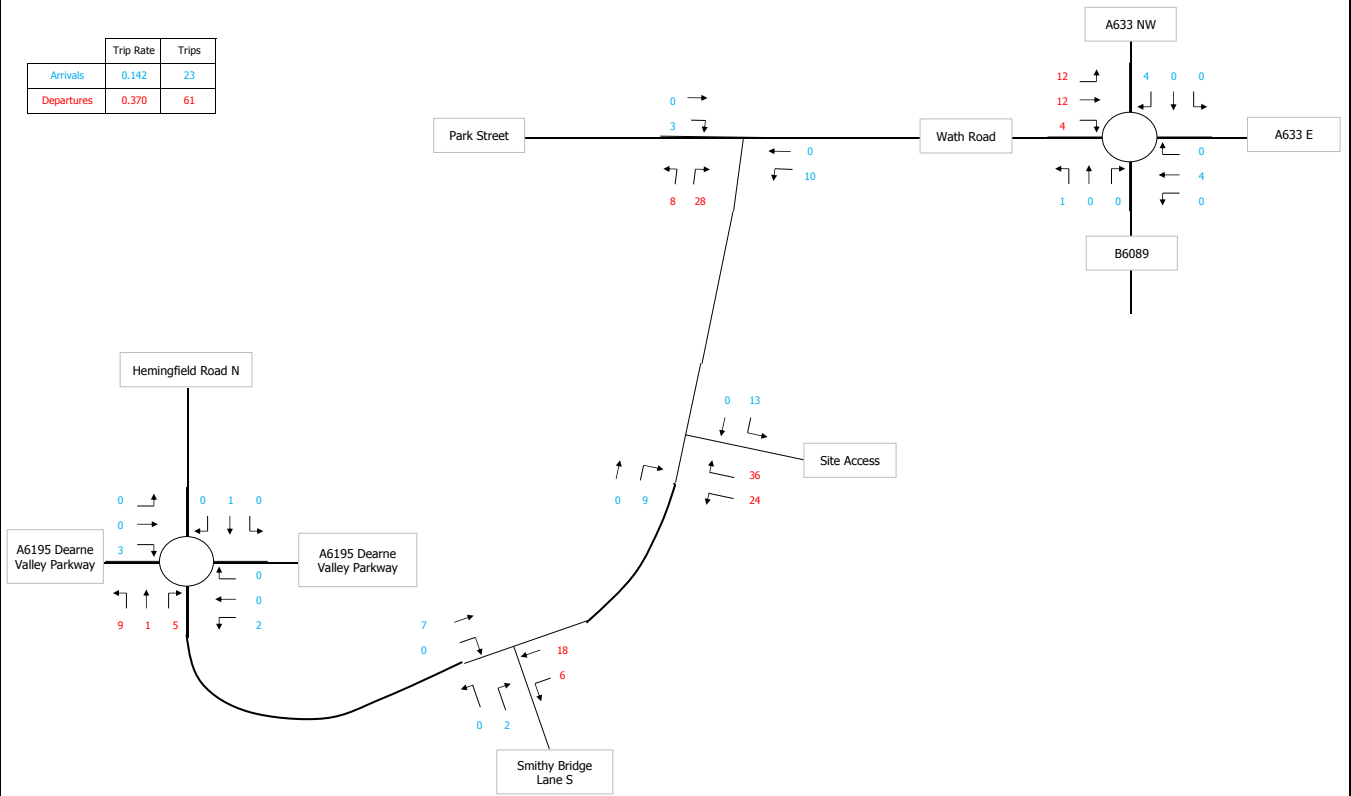 A633 NW
Trip Rate Trips
Arrivals 0.142 23
Departures 0.370 61
12 4 0 0
12
4
0
3
Park Street
Wath Road
A633 E
0
10
0
4
0
8 28
1 0 0
B6089
Hemingfield Road N
0 13
Site Access
36
24
0 9
0 0 1 0
0
3
A6195 Dearne
Valley Parkway
A6195 Dearne
Valley Parkway
0
0
2
9 1 5
7
0
18
6
0 2
Smithy Bridge
Lane S